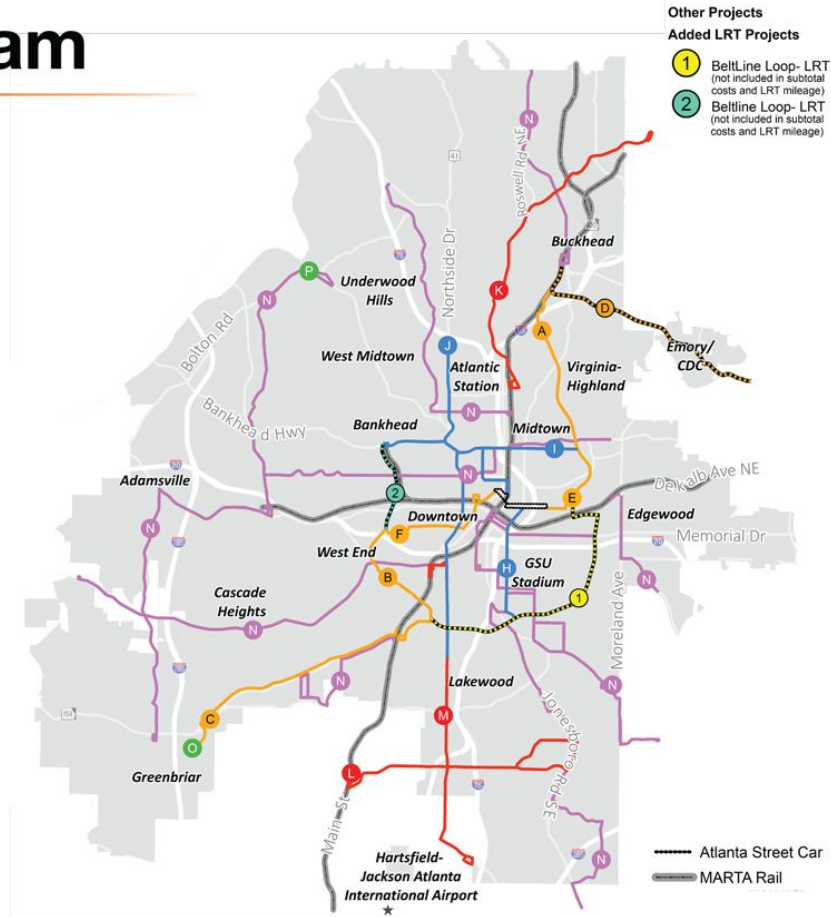 am
Other Projects
Added LRT Projects
1
BeltLine Loop- LRT
(not included in subtotal
costs and LRT mileage)
2
Beltline Loop- LRT
(not included in subtotal
costs and LRT mileage)
N
41
Roswell Rd NE
Buckhead
P
Underwood
Hills
Northside Dr
K
N
D
Bolton Rd
A
J
Emory/
CDC
West Midtown
Atlantic
Station
Virginia-
Highland
N
Bankhead Hwy
Bankhead
Midtown
I
Adamsville
N
2
De kalb Ave NE
E
Downtown
Edgewood
N
F
Memorial Dr
West End
GSU
Stadium
H
B
N
Cascade
Heights
1
N
Moreland Ave
N
Lakewood
N
C
M
Jonesboro Rd SE
154
O
Greenbriar
L
Main St
N
Atlanta Street Car
MARTA Rail
Hartsfield-
Jackson Atlanta
International Airport